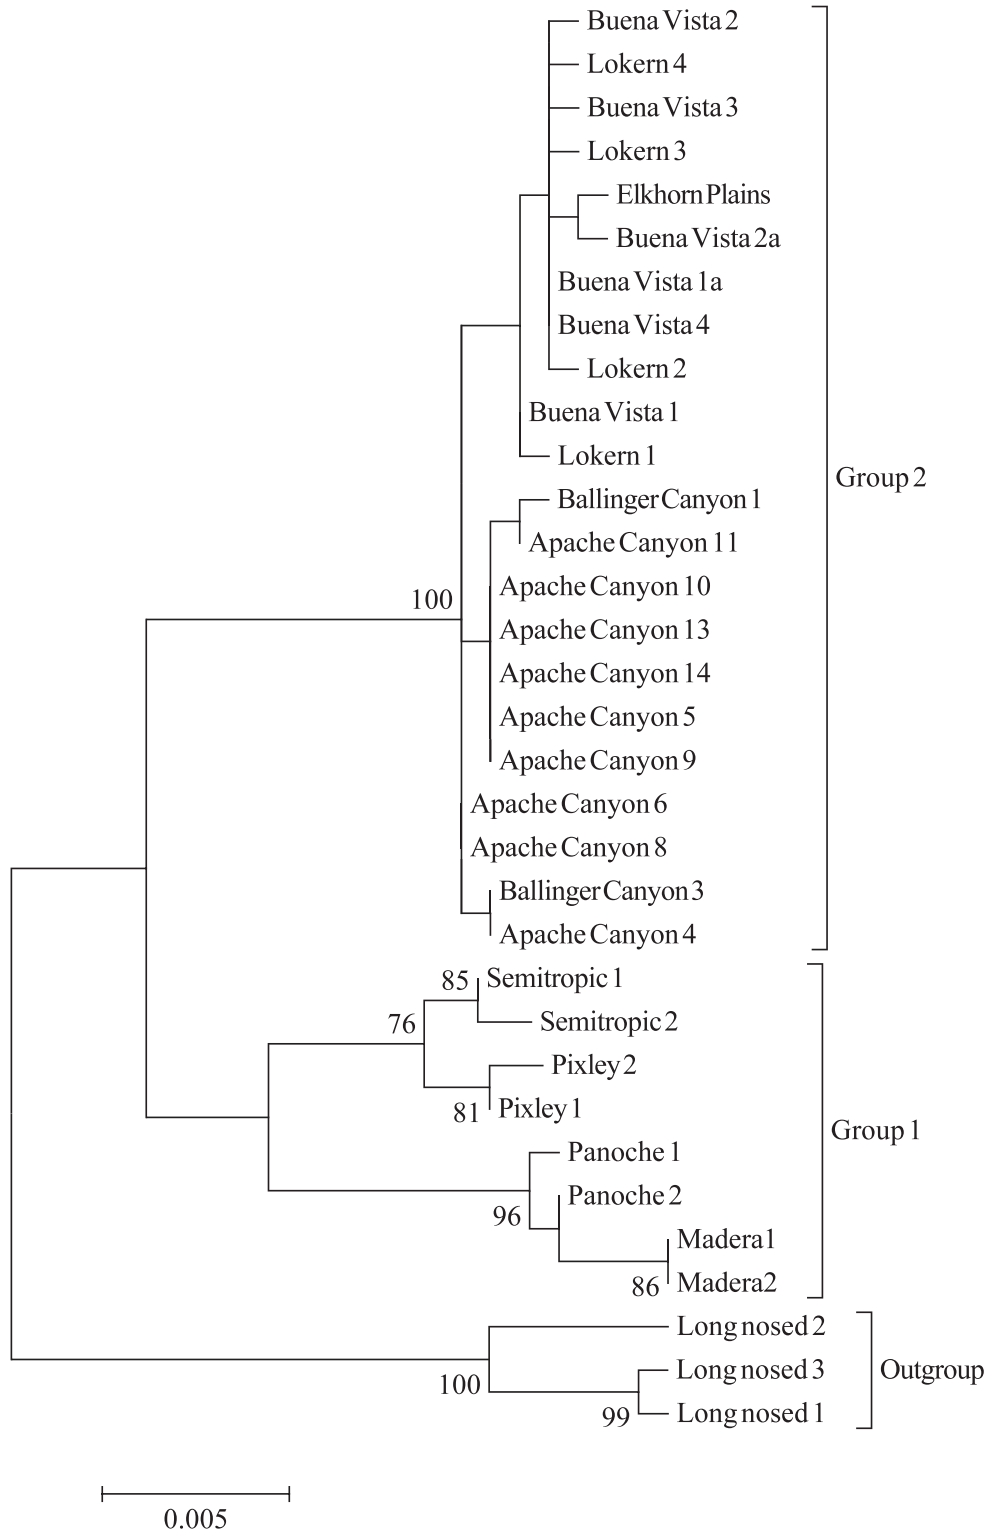 Buena Vista 2
Lokern 4
Buena Vista 3
Lokern 3
Elkhorn Plains
Buena Vista 2a
Buena Vista 1a
Buena Vista 4
Lokern 2
Buena Vista 1
Lokern 1
Group 2
Ballinger Canyon 1
Apache Canyon 11
Apache Canyon 10
100
Apache Canyon 13
Apache Canyon 14
Apache Canyon 5
Apache Canyon 9
Apache Canyon 6
Apache Canyon 8
Ballinger Canyon 3
Apache Canyon 4
85
Semitropic 1
76
Semitropic 2
Pixley 2
81
Pixley 1
Group 1
Panoche 1
Panoche 2
96
Madera 1
86
Madera 2
Long nosed 2
Long nosed 3
Outgroup
100
99
Long nosed 1
0.005